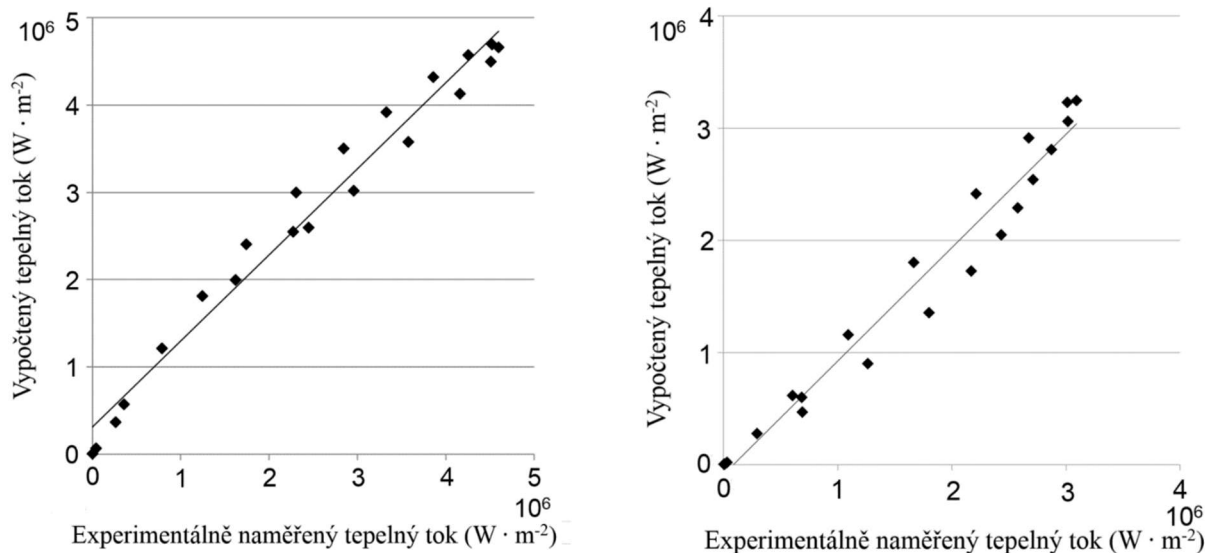 10⁶
5
4
3
2
1
0
Vypočtený tepelný tok (W · m⁻²)
0 1 2 3 4 5
10⁶
Experimentálně naměřený tepelný tok (W · m⁻²)
10⁶
4
3
2
1
0
Vypočtený tepelný tok (W · m⁻²)
0 1 2 3 4
10⁶
Experimentálně naměřený tepelný tok (W · m⁻²)